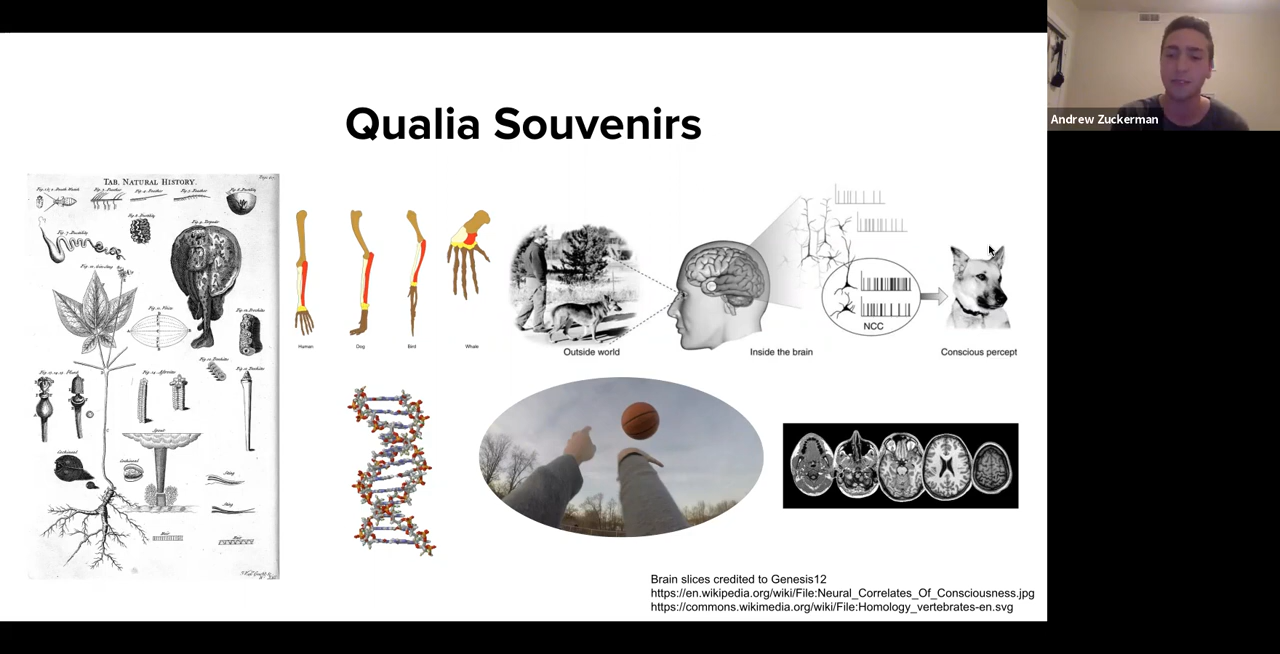 Qualia Souvenirs
Andrew Zuckerman
TAB. NATURAL HISTORY.
Human
Dog
Bird
Whale
Outside world
Inside the brain
NCC
Conscious percept
Brain slices credited to Genesis12
https://en.wikipedia.org/wiki/File:Neural_Correlates_Of_Consciousness.jpg
https://commons.wikimedia.org/wiki/File:Homology_vertebrates-en.svg